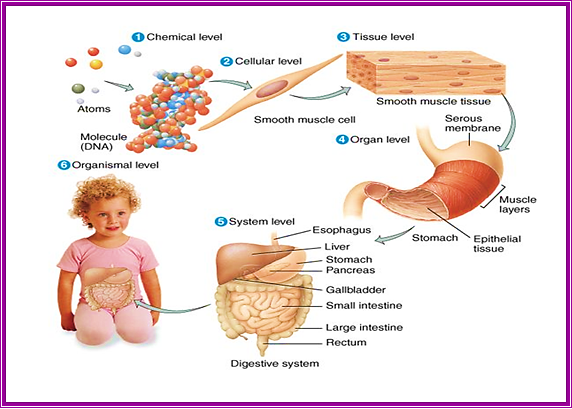 1 Chemical level
Atoms
Molecule
(DNA)
2 Cellular level
Smooth muscle cell
3 Tissue level
Smooth muscle tissue
4 Organ level
Serous
membrane
Muscle
layers
Stomach
Epithelial
tissue
5 System level
Esophagus
Liver
Stomach
Pancreas
Gallbladder
Small intestine
Large intestine
Rectum
Digestive system
6 Organismal level